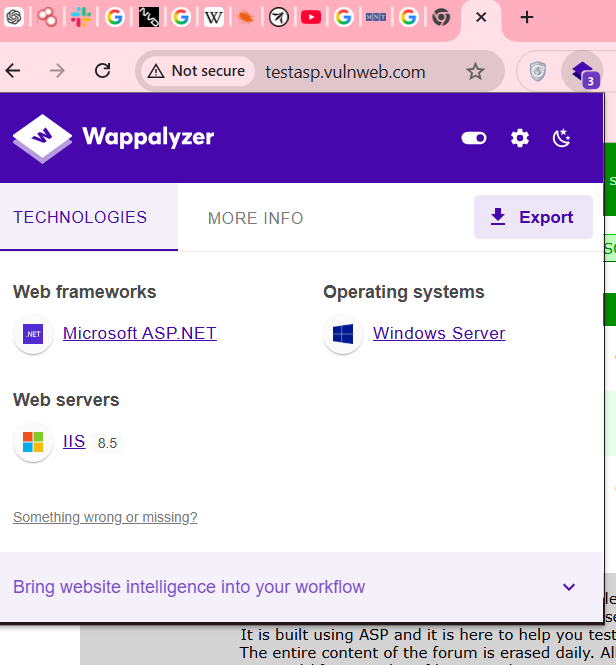 Not secure
testasp.vulnweb.com
3
Wappalyzer
TECHNOLOGIES
MORE INFO
Export
Web frameworks
Operating systems
.NET
Microsoft ASP.NET
Windows Server
Web servers
IIS
8.5
Something wrong or missing?
Bring website intelligence into your workflow
It is built using ASP and it is here to help you test
The entire content of the forum is erased daily. Al